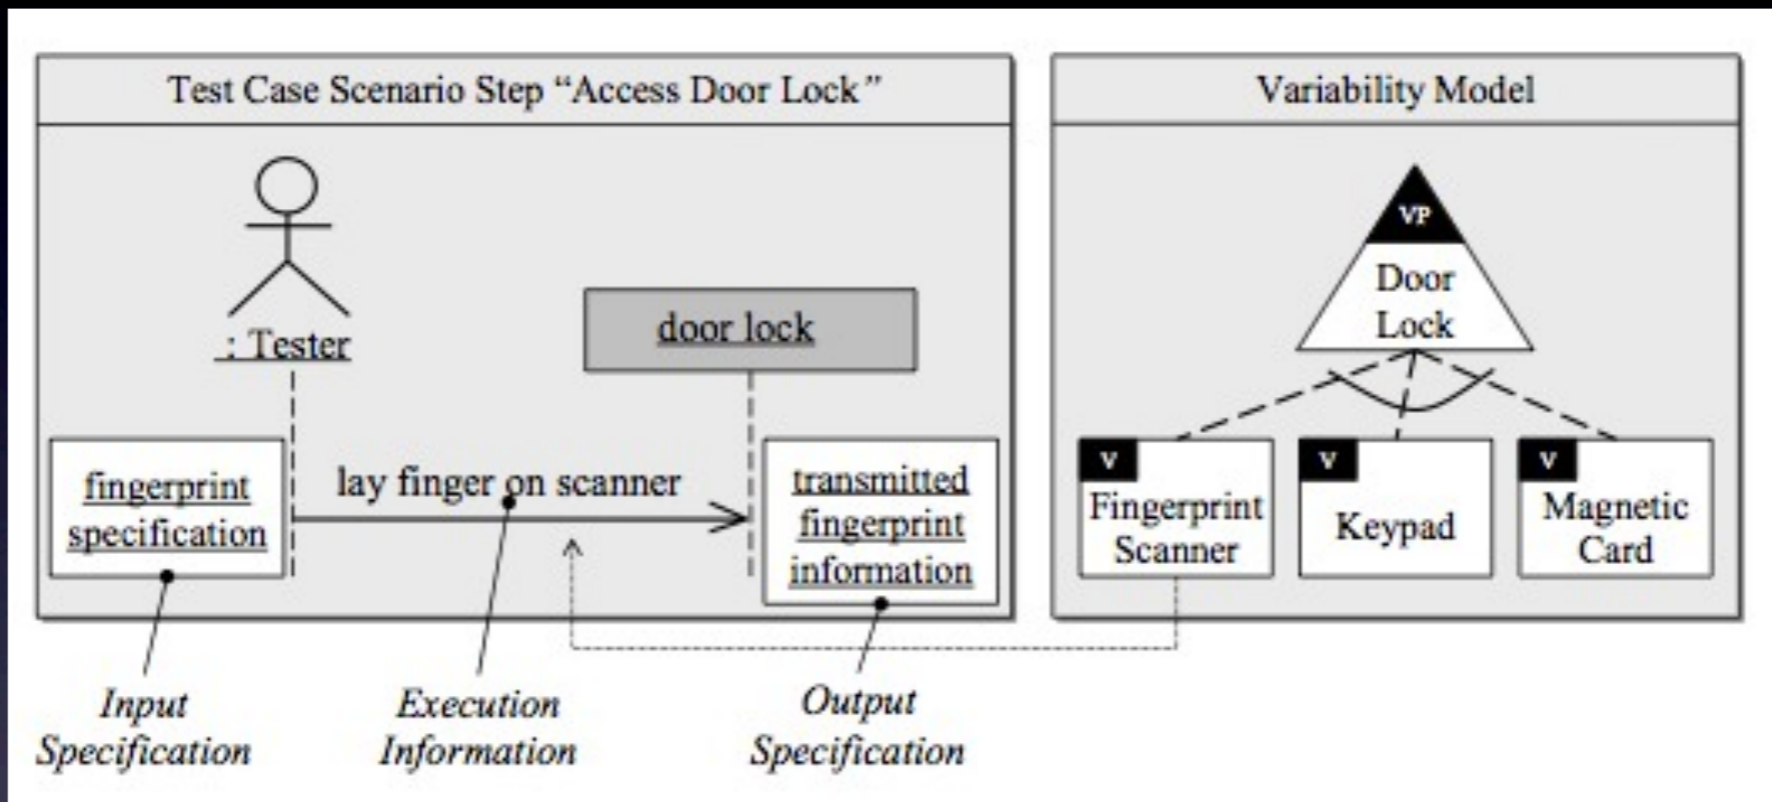 Test Case Scenario Step “Access Door Lock”
: Tester
door lock
fingerprint
specification
lay finger on scanner
transmitted
fingerprint
information
Input
Specification
Execution
Information
Output
Specification
Variability Model
VP
Door
Lock
V
Fingerprint
Scanner
V
Keypad
V
Magnetic
Card